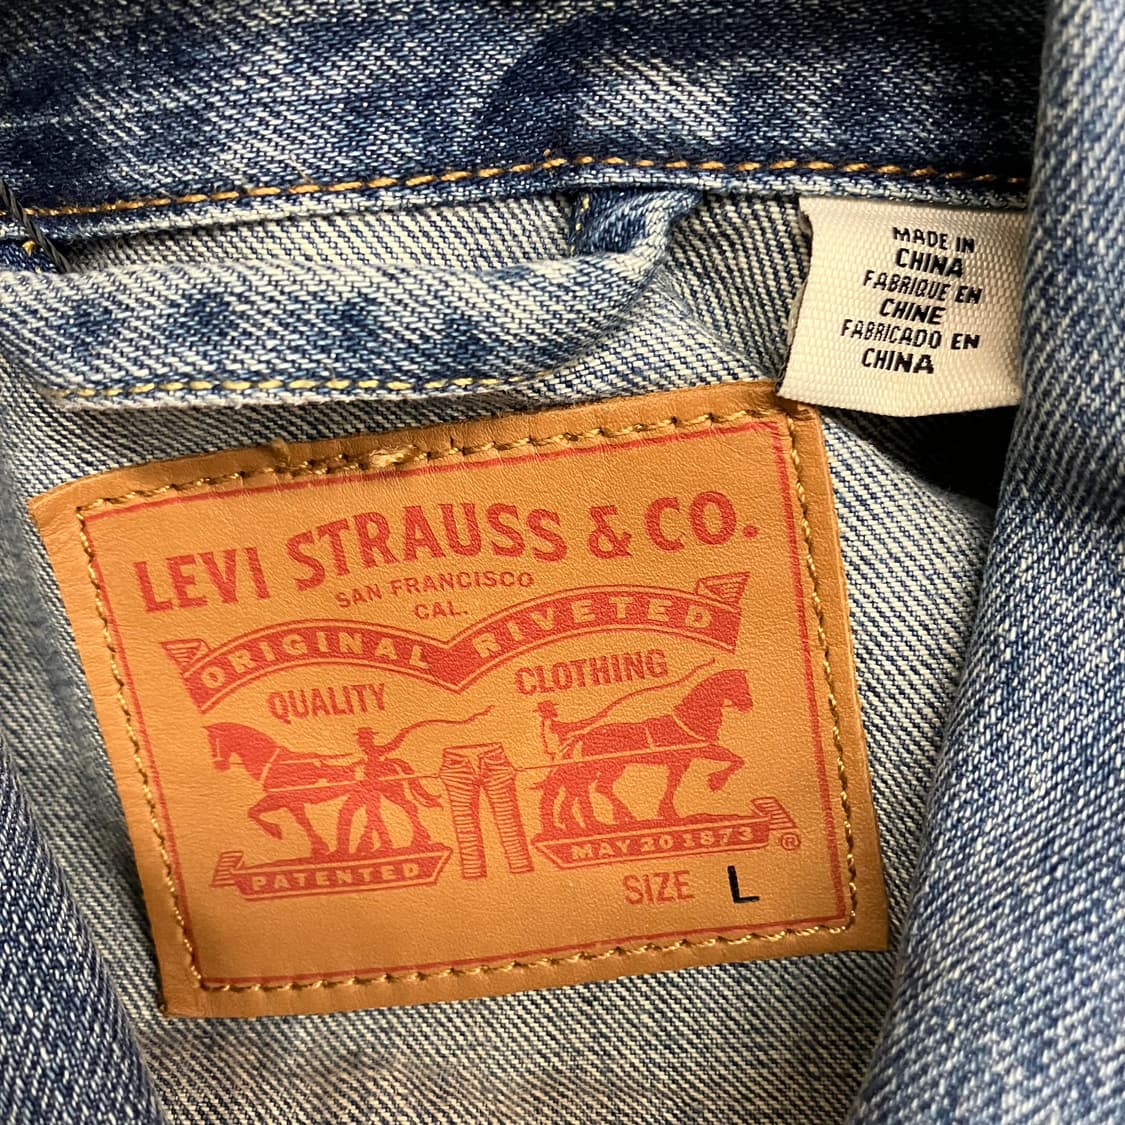 MADE IN
CHINA
FABRIQUE EN
CHINE
FABRICADO EN
CHINA
LEVI STRAUSS & CO.
SAN FRANCISCO
CAL.
ORIGINAL RIVETED
QUALITY CLOTHING
PATENTED MAY 20 1873 ®
SIZE L